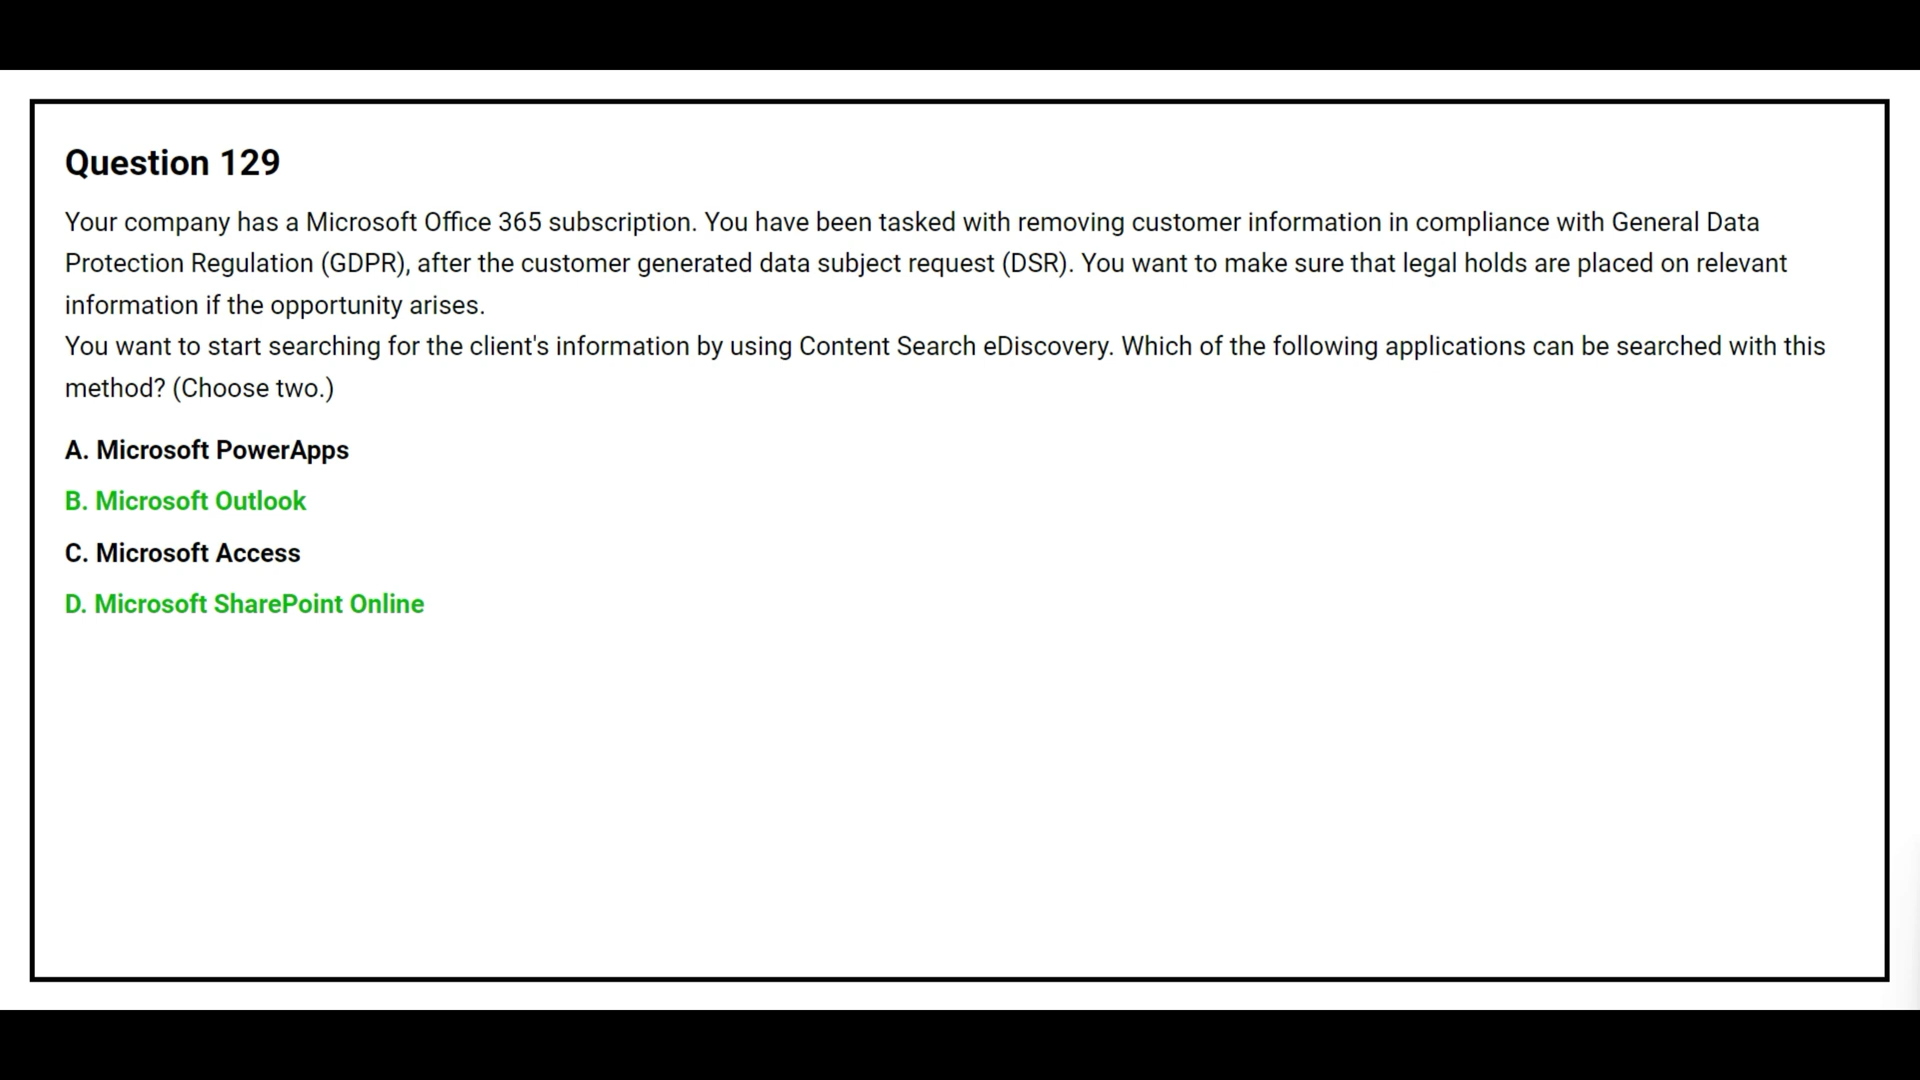 Question 129
Your company has a Microsoft Office 365 subscription. You have been tasked with removing customer information in compliance with General Data
Protection Regulation (GDPR), after the customer generated data subject request (DSR). You want to make sure that legal holds are placed on relevant
information if the opportunity arises.
You want to start searching for the client's information by using Content Search eDiscovery. Which of the following applications can be searched with this
method? (Choose two.)
A. Microsoft PowerApps
B. Microsoft Outlook
C. Microsoft Access
D. Microsoft SharePoint Online